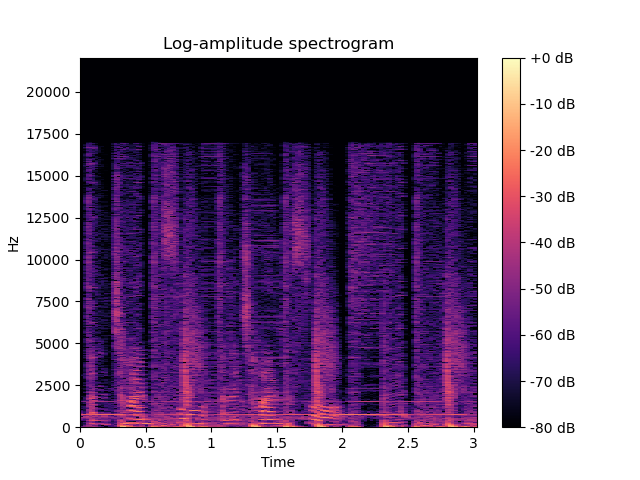 Log-amplitude spectrogram
20000
17500
15000
12500
10000
7500
5000
2500
0
Hz
0
0.5
1
1.5
2
2.5
3
Time
+0 dB
-10 dB
-20 dB
-30 dB
-40 dB
-50 dB
-60 dB
-70 dB
-80 dB